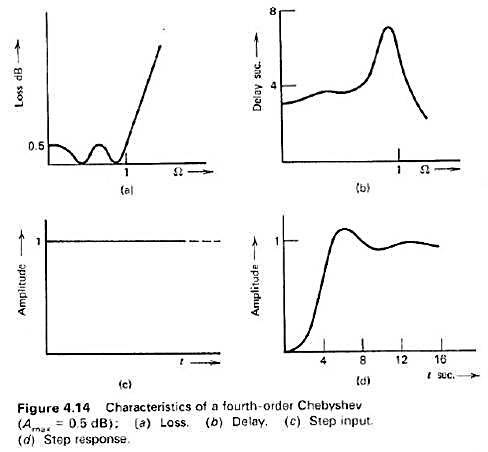 Loss dB
0.5
1
Ω
(a)
Delay sec.
8
4
1
Ω
(b)
Amplitude
1
t
(c)
Amplitude
1
4
8
12
16
t sec.
(d)
Figure 4.14 Characteristics of a fourth-order Chebyshev
(Amax = 0.5 dB): (a) Loss. (b) Delay. (c) Step input.
(d) Step response.